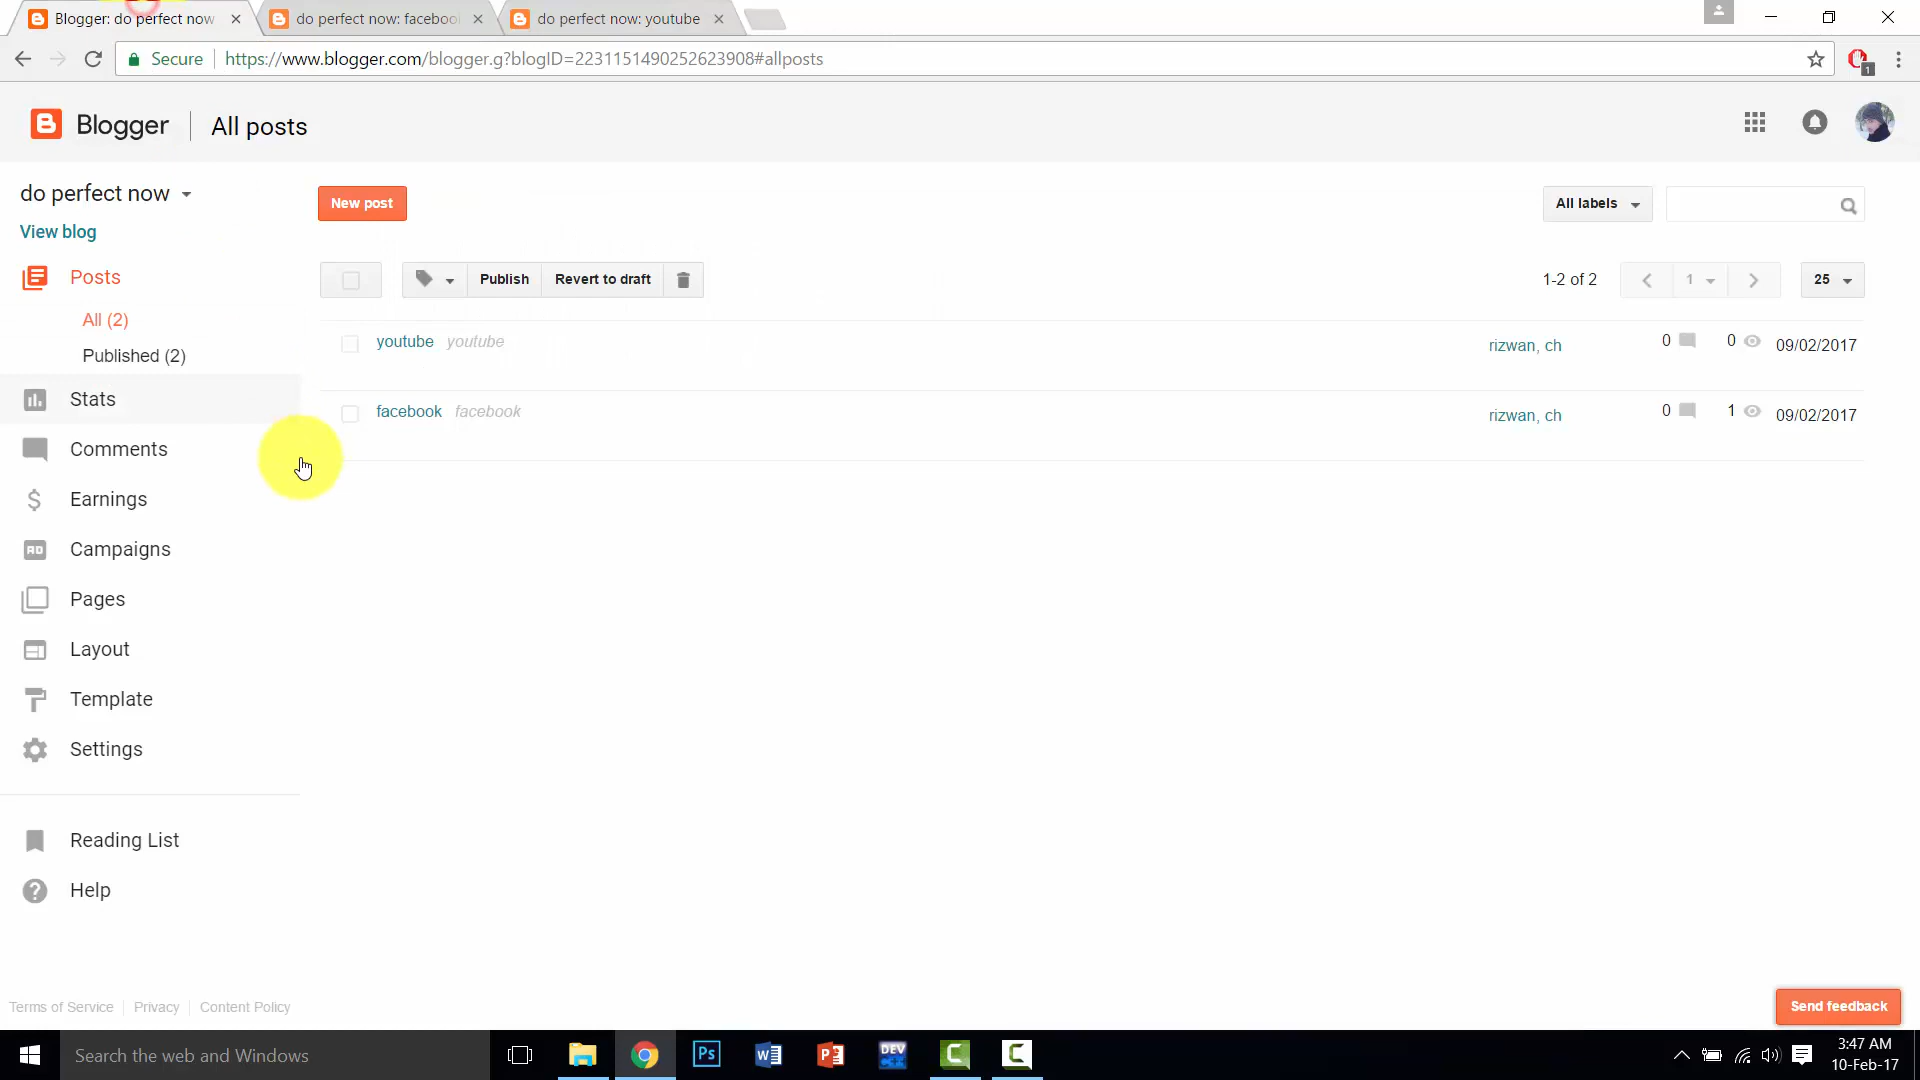 Blogger: do perfect now
do perfect now: faceboo
do perfect now: youtube
Secure
https://www.blogger.com/blogger.g?blogID=2231151490252623908#allposts
1
Blogger
All posts
do perfect now
View blog
Posts
All (2)
Published (2)
Stats
Comments
Earnings
Campaigns
Pages
Layout
Template
Settings
Reading List
Help
Terms of Service
Privacy
Content Policy
New post
All labels
Publish
Revert to draft
1-2 of 2
1
25
youtube youtube
rizwan, ch
0
0
09/02/2017
facebook facebook
rizwan, ch
0
1
09/02/2017
Send feedback
Search the web and Windows
3:47 AM
10-Feb-17